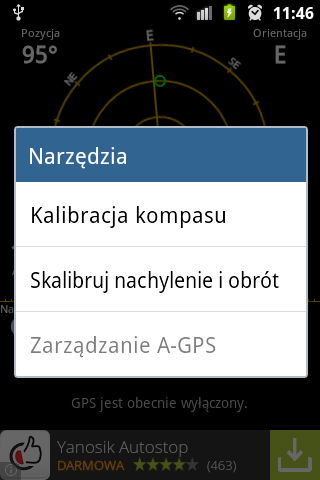 11:46
Pozycja
Orientacja
95°
E
E
NE
SE
Narzędzia
Kalibracja kompasu
Skalibruj nachylenie i obrót
Zarządzanie A-GPS
Na
GPS jest obecnie wyłączony.
Yanosik Autostop
DARMOWA (463)